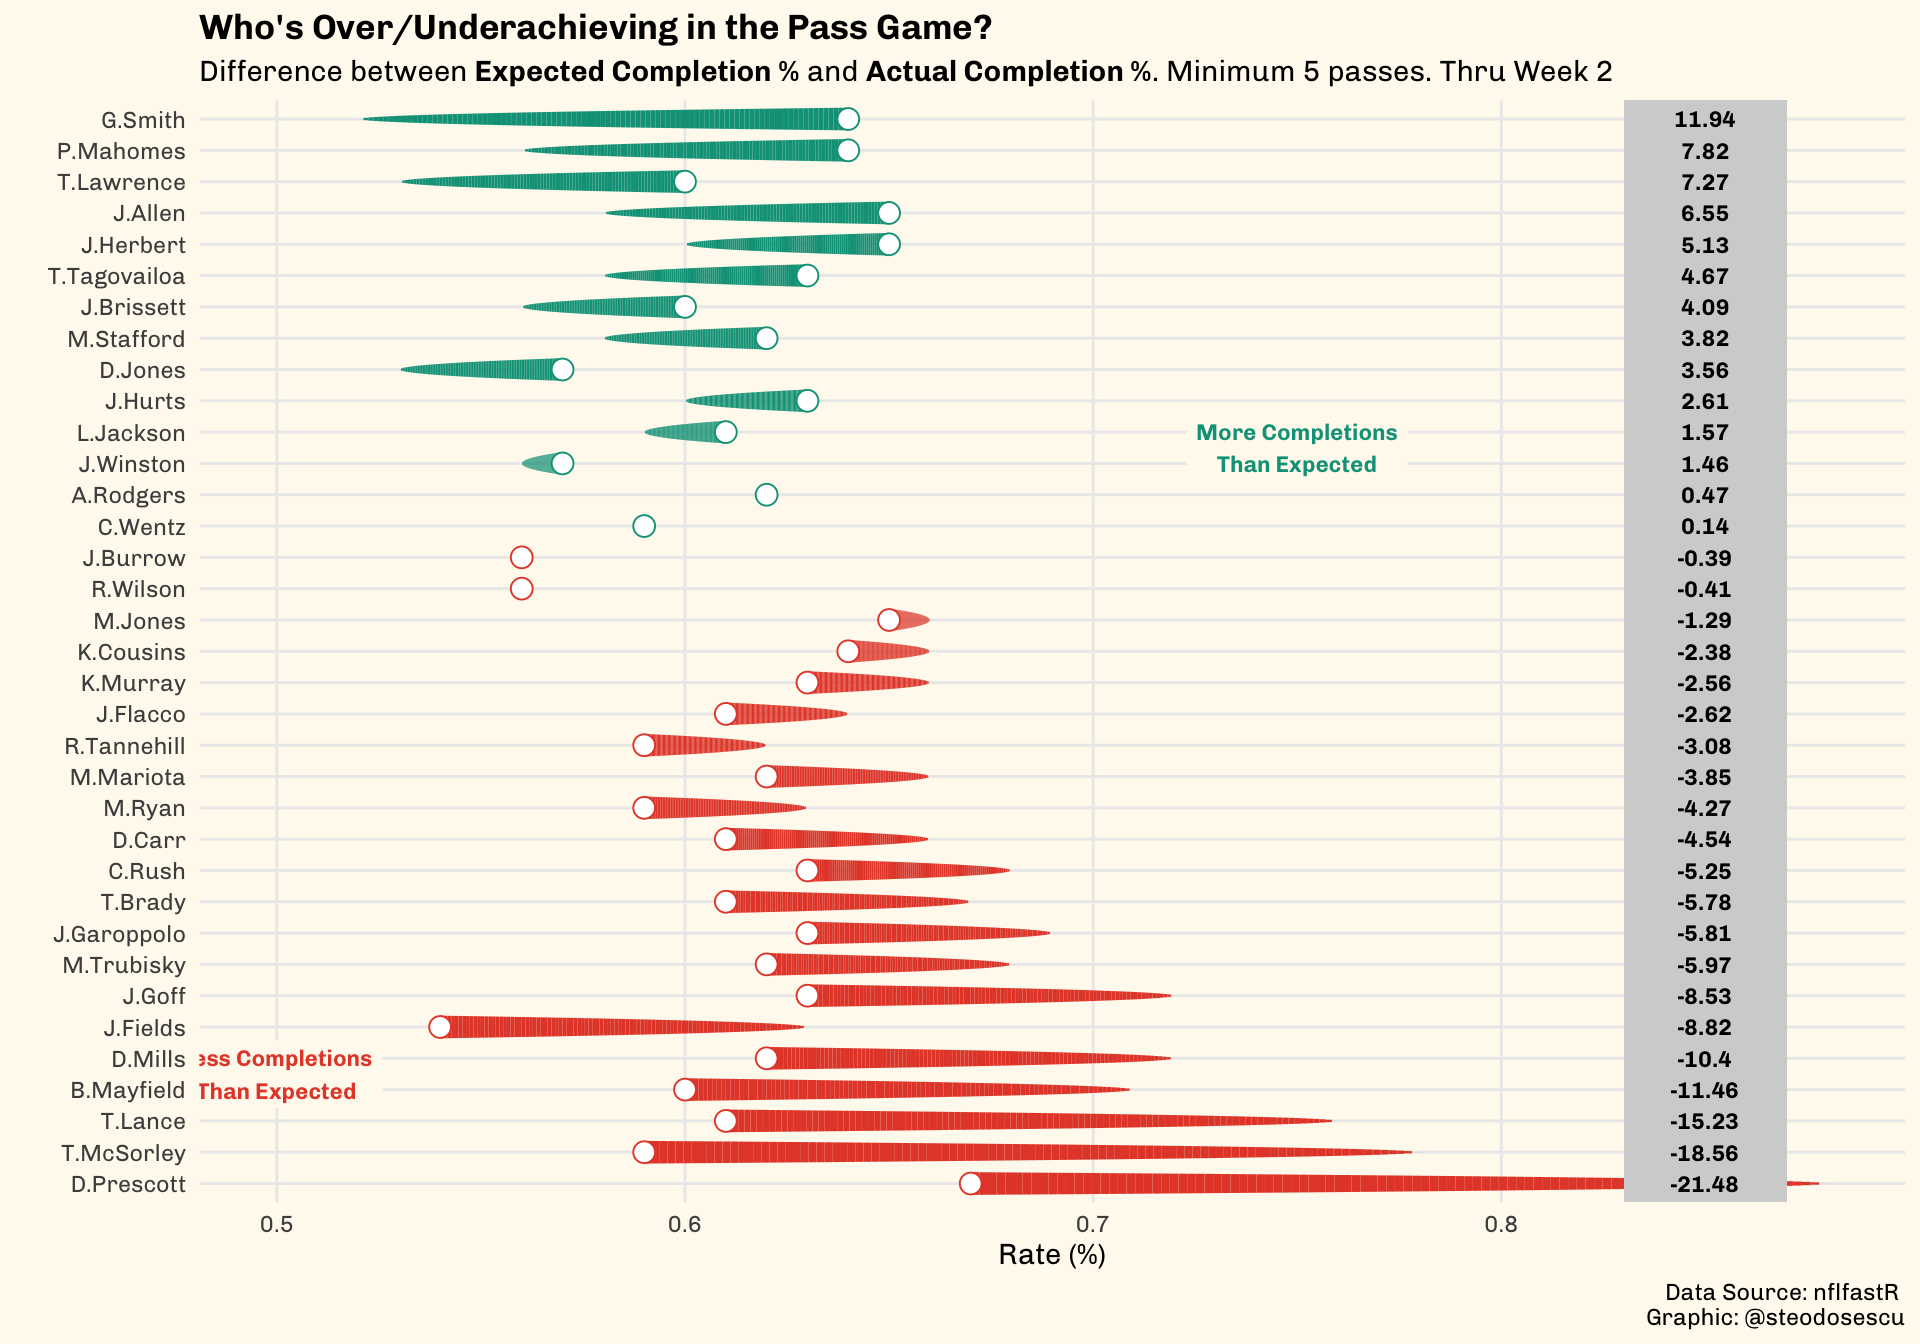 Who's Over/Underachieving in the Pass Game?
Difference between Expected Completion % and Actual Completion %. Minimum 5 passes. Thru Week 2
G.Smith 11.94
P.Mahomes 7.82
T.Lawrence 7.27
J.Allen 6.55
J.Herbert 5.13
T.Tagovailoa 4.67
J.Brissett 4.09
M.Stafford 3.82
D.Jones 3.56
J.Hurts 2.61
L.Jackson More Completions 1.57
J.Winston Than Expected 1.46
A.Rodgers 0.47
C.Wentz 0.14
J.Burrow -0.39
R.Wilson -0.41
M.Jones -1.29
K.Cousins -2.38
K.Murray -2.56
J.Flacco -2.62
R.Tannehill -3.08
M.Mariota -3.85
M.Ryan -4.27
D.Carr -4.54
C.Rush -5.25
T.Brady -5.78
J.Garoppolo -5.81
M.Trubisky -5.97
J.Goff -8.53
J.Fields -8.82
D.Mills ess Completions -10.4
B.Mayfield Than Expected -11.46
T.Lance -15.23
T.McSorley -18.56
D.Prescott -21.48
0.5 0.6 0.7 0.8
Rate (%)
Data Source: nflfastR
Graphic: @steodosescu